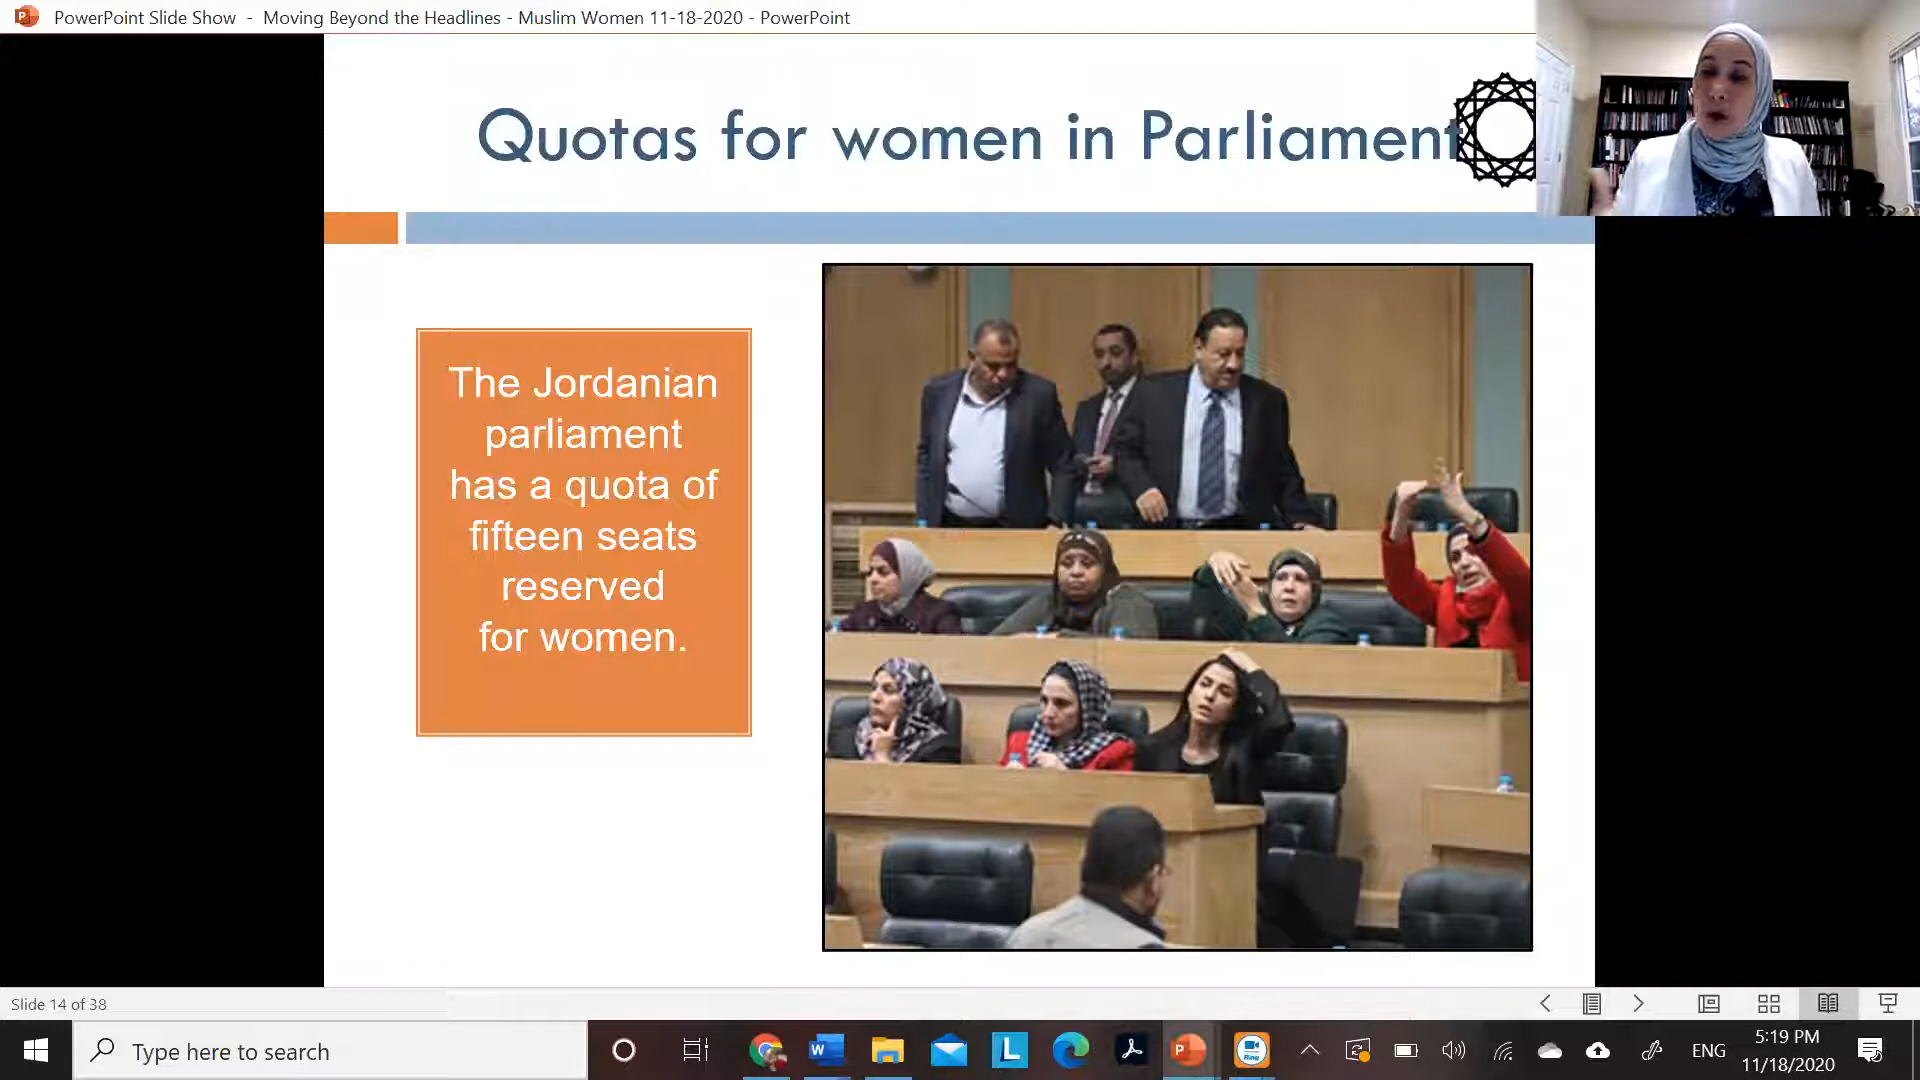 PowerPoint Slide Show - Moving Beyond the Headlines - Muslim Women 11-18-2020 - PowerPoint
Quotas for women in Parliament
The Jordanian
parliament
has a quota of
fifteen seats
reserved
for women.
Slide 14 of 38
Type here to search
ENG
5:19 PM
11/18/2020